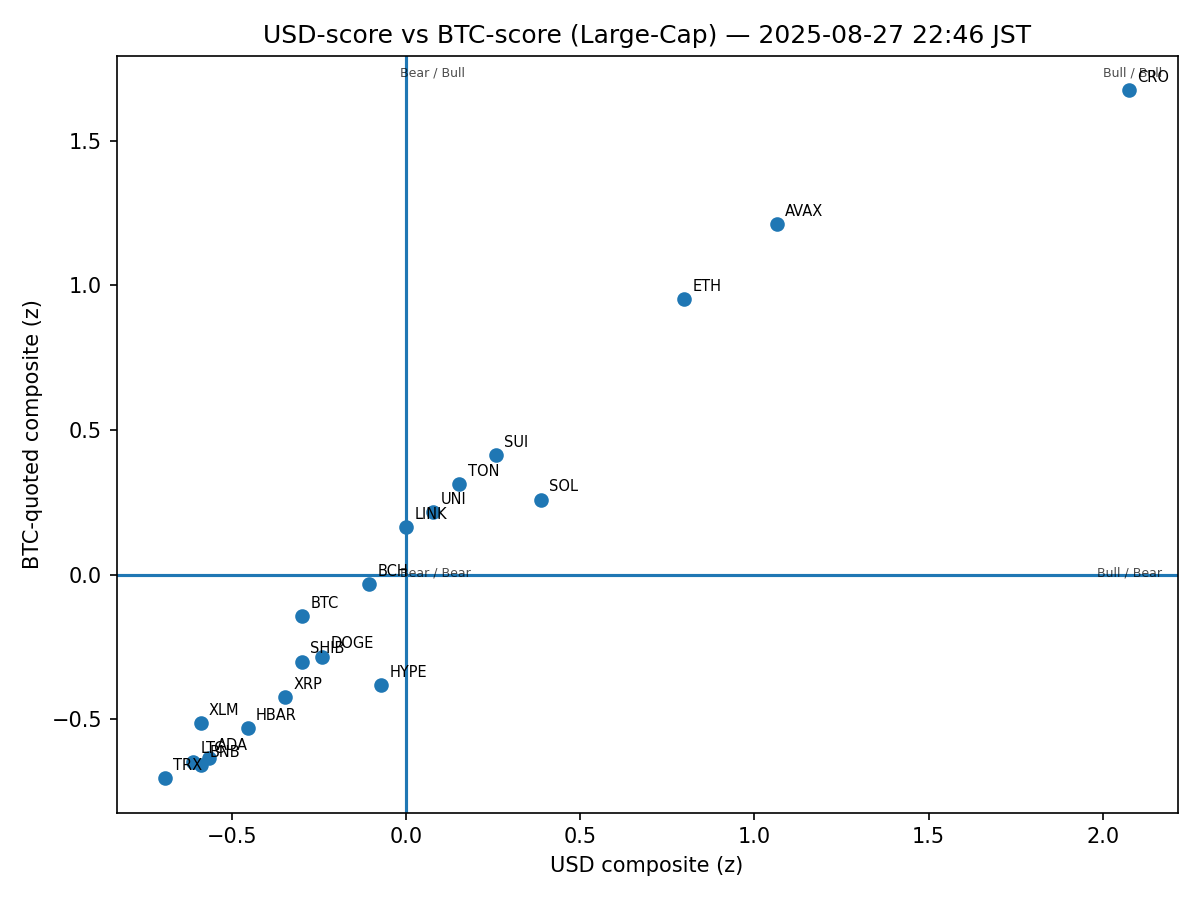 USD-score vs BTC-score (Large-Cap) — 2025-08-27 22:46 JST
Bear / Bull
Bull / Bull
CRO
1.5
AVAX
1.0
ETH
0.5
SUI
TON
SOL
UNI
LINK
0.0
BCH
Bear / Bear
Bull / Bear
BTC
DOGE
SHIB
HYPE
XRP
XLM
HBAR
−0.5
ADA
LTC
BNB
TRX
−0.5
0.0
0.5
1.0
1.5
2.0
USD composite (z)
BTC-quoted composite (z)